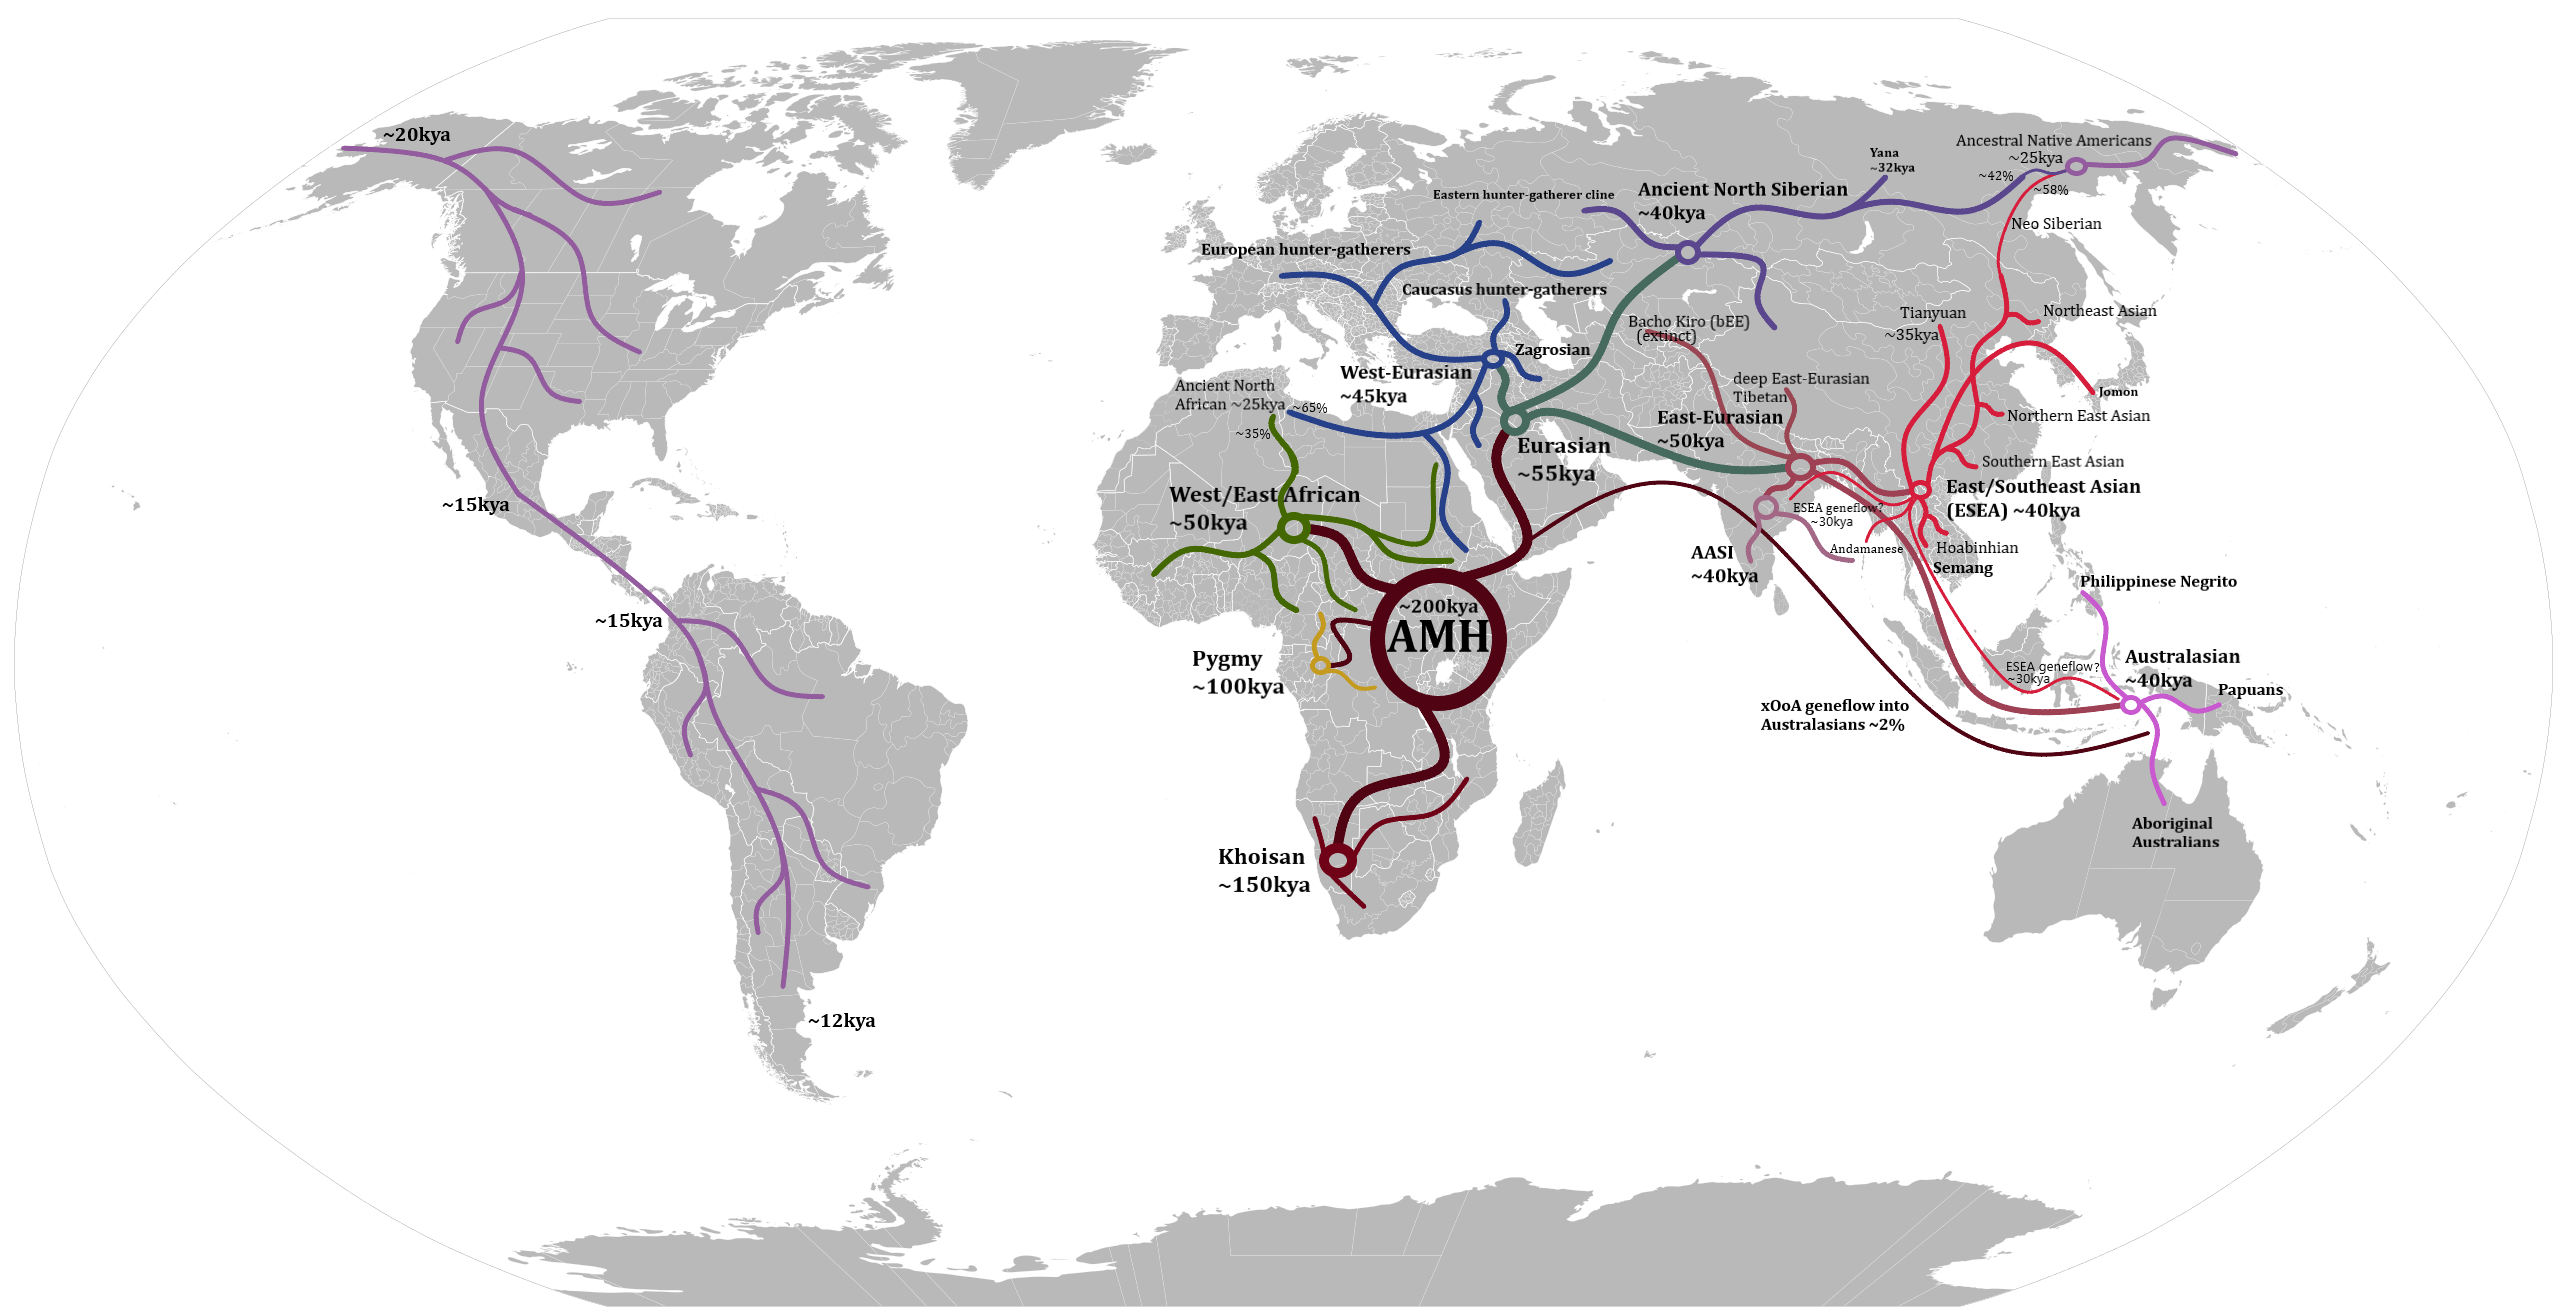 ~20kya
~15kya
~15kya
~12kya
Ancestral Native Americans
~25kya
~42%
~58%
Yana
~32kya
Neo Siberian
Eastern hunter-gatherer cline
Ancient North Siberian
~40kya
European hunter-gatherers
Caucasus hunter-gatherers
Zagrosian
West-Eurasian
~45kya
Ancient North
African ~25kya
~65%
~35%
Bacho Kiro (bEE)
(extinct)
deep East-Eurasian
Tibetan
East-Eurasian
~50kya
Eurasian
~55kya
Tianyuan
~35kya
Northeast Asian
Jomon
Northern East Asian
Southern East Asian
East/Southeast Asian
(ESEA) ~40kya
ESEA geneflow?
~30kya
Andamanese
Hoabinhian
Semang
AASI
~40kya
West/East African
~50kya
~200kya
AMH
Pygmy
~100kya
Khoisan
~150kya
Philippinese Negrito
Australasian
~40kya
ESEA geneflow?
~30kya
Papuans
xOoA geneflow into
Australasians ~2%
Aboriginal
Australians